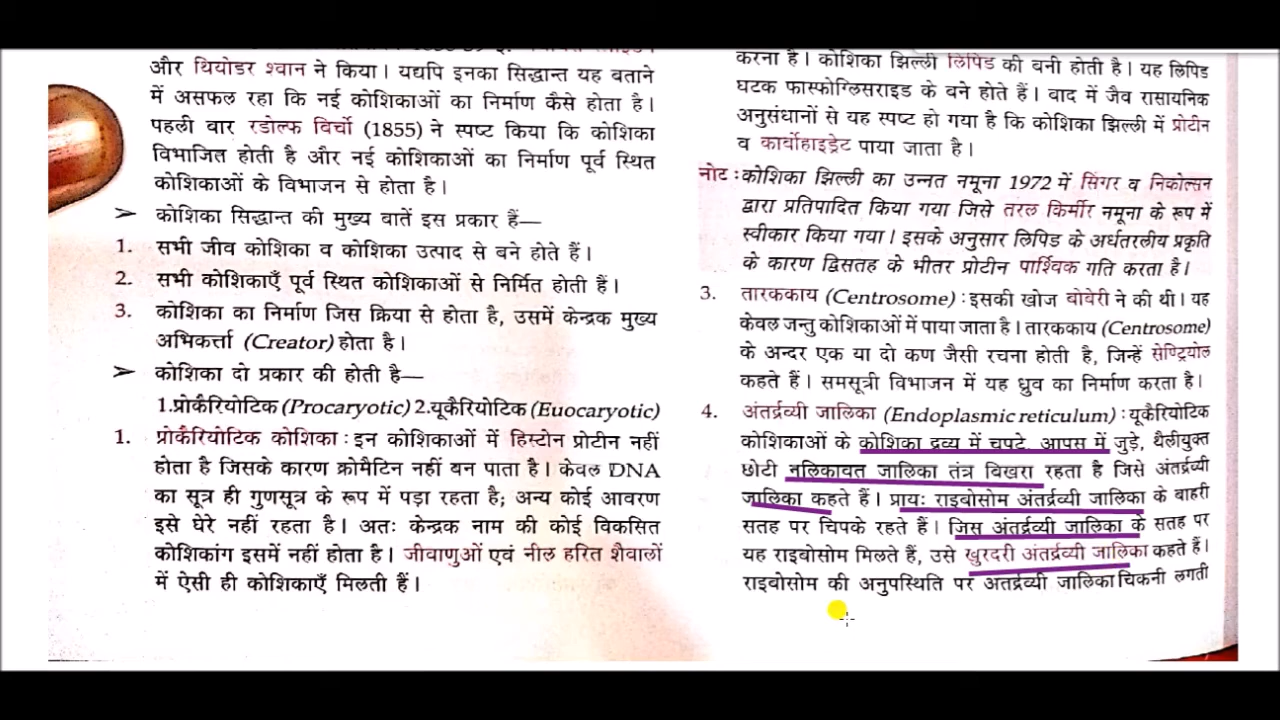 और थियोडर श्वान ने किया। यद्यपि इनका सिद्धान्त यह बताने
में असफल रहा कि नई कोशिकाओं का निर्माण कैसे होता है।
पहली वार रडोल्फ विर्चो (1855) ने स्पष्ट किया कि कोशिका
विभाजित होती है और नई कोशिकाओं का निर्माण पूर्व स्थित
कोशिकाओं के विभाजन से होता है।
➢ कोशिका सिद्धान्त की मुख्य वातें इस प्रकार हैं—
1. सभी जीव कोशिका व कोशिका उत्पाद से बने होते हैं।
2. सभी कोशिकाएँ पूर्व स्थित कोशिकाओं से निर्मित होती हैं।
3. कोशिका का निर्माण जिस क्रिया से होता है, उसमें केन्द्रक मुख्य
अभिकर्त्ता (Creator) होता है।
➢ कोशिका दो प्रकार की होती है—
1.प्रोकैरियोटिक (Procaryotic) 2.यूकैरियोटिक (Euocaryotic)
1. प्रोकैरियोटिक कोशिका : इन कोशिकाओं में हिस्टोन प्रोटीन नहीं
होता है जिसके कारण क्रोमैटिन नहीं बन पाता है। केवल DNA
का सूत्र ही गुणसूत्र के रूप में पड़ा रहता है; अन्य कोई आवरण
इसे घेरे नहीं रहता है। अतः केन्द्रक नाम की कोई विकसित
कोशिकांग इसमें नहीं होता है। जीवाणुओं एवं नील हरित शैवालों
में ऐसी ही कोशिकाएँ मिलती हैं।
करना है। कोशिका झिल्ली लिपिड की बनी होती है। यह लिपिड
घटक फास्फोग्लिसराइड के बने होते हैं। वाद में जैव रासायनिक
अनुसंधानों से यह स्पष्ट हो गया है कि कोशिका झिल्ली में प्रोटीन
व कार्वोहाइड्रेट पाया जाता है।
नोट : कोशिका झिल्ली का उन्नत नमूना 1972 में सिंगर व निकोल्सन
द्वारा प्रतिपादित किया गया जिसे तरल किर्मीर नमूना के रूप में
स्वीकार किया गया। इसके अनुसार लिपिड के अर्धतरलीय प्रकृति
के कारण द्विसतह के भीतर प्रोटीन पार्श्विक गति करता है।
3. तारककाय (Centrosome) : इसकी खोज बोबेरी ने की थी। यह
केवल जन्तु कोशिकाओं में पाया जाता है। तारककाय (Centrosome)
के अन्दर एक या दो कण जैसी रचना होती है, जिन्हें सेण्ट्रियोल
कहते हैं। समसूत्री विभाजन में यह ध्रुव का निर्माण करता है।
4. अंतर्द्रव्यी जालिका (Endoplasmic reticulum) : यूकैरियोटिक
कोशिकाओं के कोशिका द्रव्य में चपटे, आपस में जुड़े, थैलीयुक्त
छोटी नलिकावत जालिका तंत्र विखरा रहता है जिसे अंतर्द्रव्यी
जालिका कहते हैं। प्रायः राइवोसोम अंतर्द्रव्यी जालिका के बाहरी
सतह पर चिपके रहते हैं। जिस अंतर्द्रव्यी जालिका के सतह पर
यह राइबोसोम मिलते हैं, उसे खुरदरी अंतर्द्रव्यी जालिका कहते हैं।
राइबोसोम की अनुपस्थिति पर अंतर्द्रव्यी जालिका चिकनी लगती